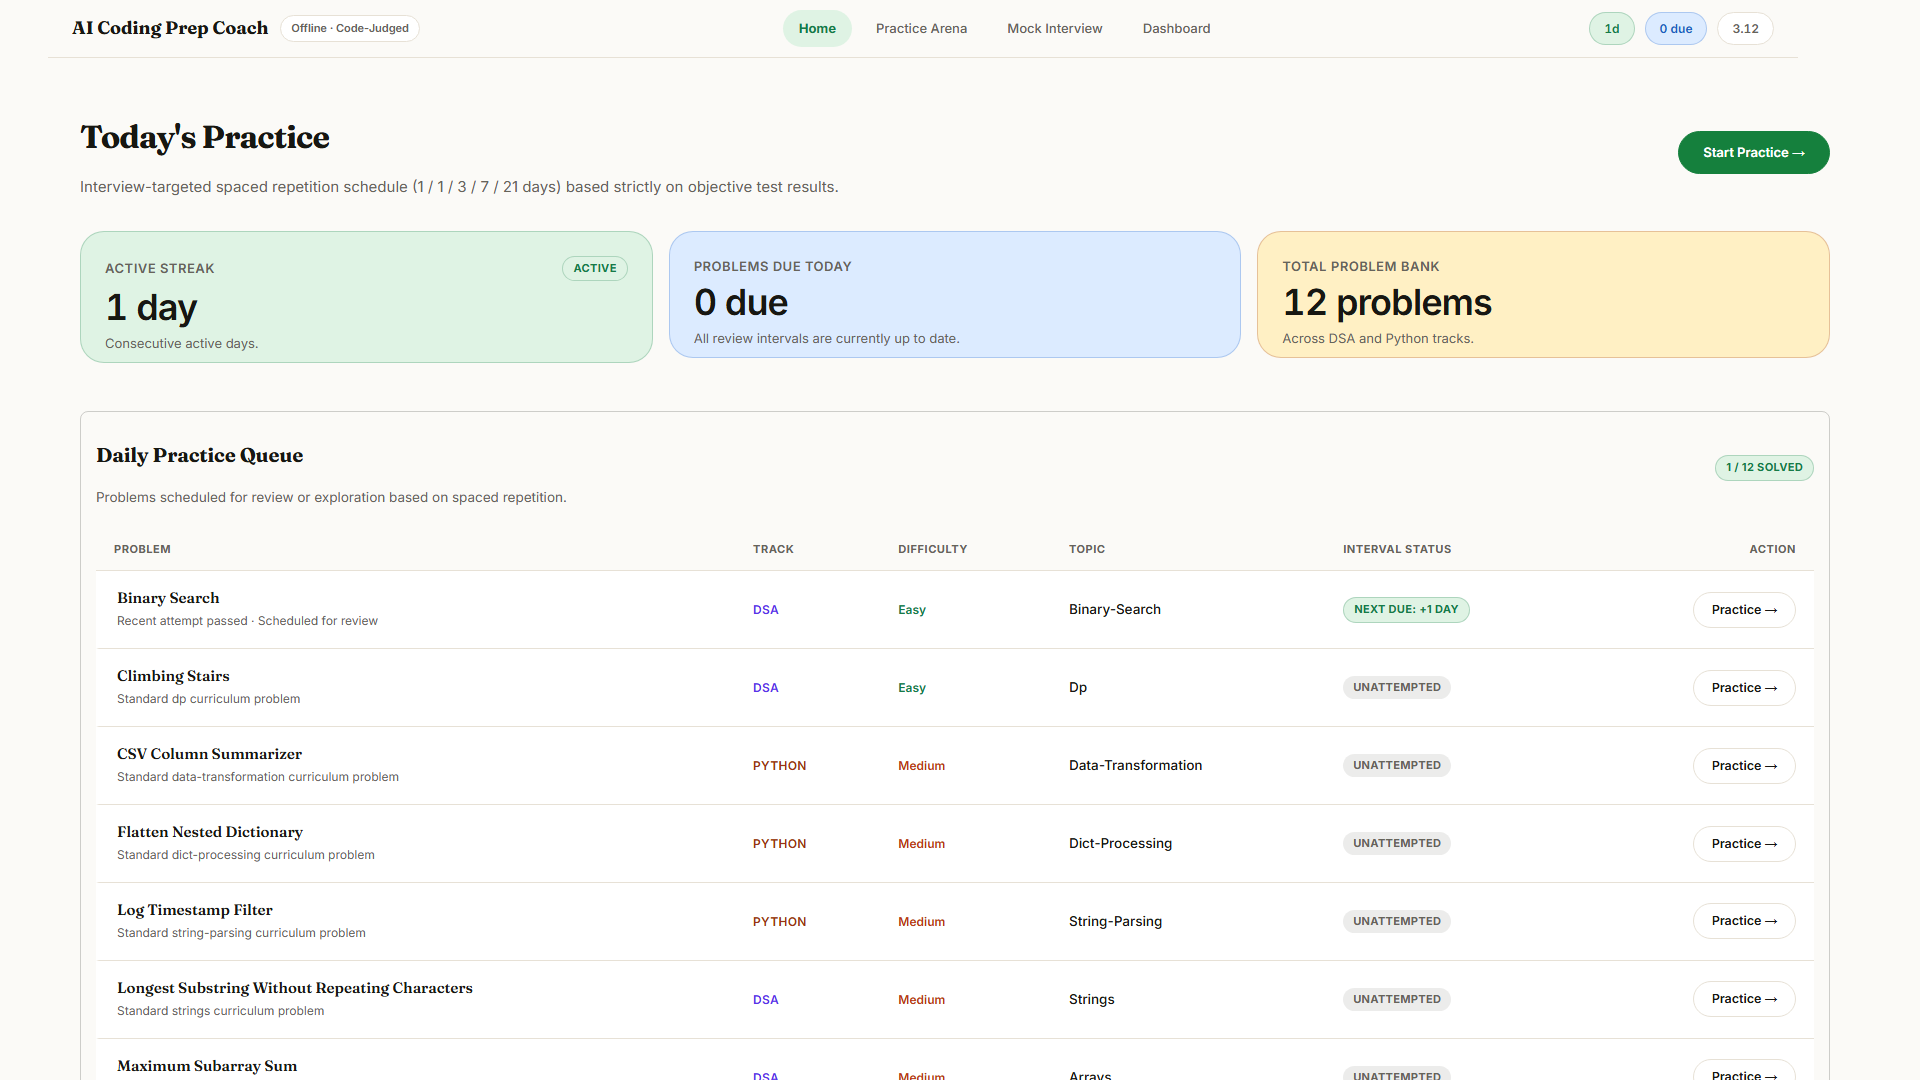 AI Coding Prep Coach
Offline · Code-Judged
Home
Practice Arena
Mock Interview
Dashboard
1d
0 due
3.12
Today's Practice
Start Practice →
Interview-targeted spaced repetition schedule (1 / 1 / 3 / 7 / 21 days) based strictly on objective test results.
ACTIVE STREAK
ACTIVE
1 day
Consecutive active days.
PROBLEMS DUE TODAY
0 due
All review intervals are currently up to date.
TOTAL PROBLEM BANK
12 problems
Across DSA and Python tracks.
Daily Practice Queue
1 / 12 SOLVED
Problems scheduled for review or exploration based on spaced repetition.
PROBLEM TRACK DIFFICULTY TOPIC INTERVAL STATUS ACTION
Binary Search
Recent attempt passed · Scheduled for review
DSA Easy Binary-Search NEXT DUE: +1 DAY Practice →
Climbing Stairs
Standard dp curriculum problem
DSA Easy Dp UNATTEMPTED Practice →
CSV Column Summarizer
Standard data-transformation curriculum problem
PYTHON Medium Data-Transformation UNATTEMPTED Practice →
Flatten Nested Dictionary
Standard dict-processing curriculum problem
PYTHON Medium Dict-Processing UNATTEMPTED Practice →
Log Timestamp Filter
Standard string-parsing curriculum problem
PYTHON Medium String-Parsing UNATTEMPTED Practice →
Longest Substring Without Repeating Characters
Standard strings curriculum problem
DSA Medium Strings UNATTEMPTED Practice →
Maximum Subarray Sum
DSA Medium Arrays UNATTEMPTED Practice →